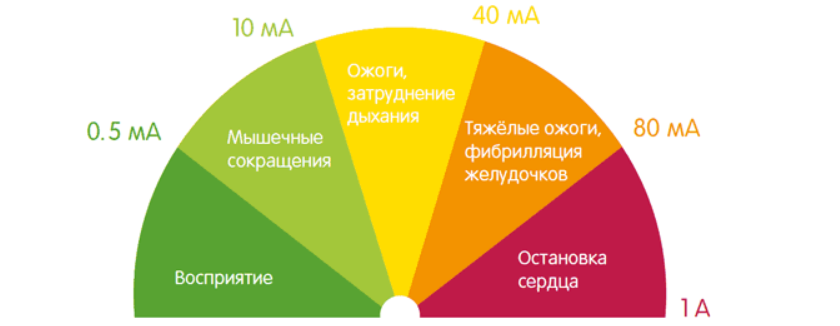 0.5 мА
10 мА
40 мА
80 мА
1 А
Восприятие
Мышечные
сокращения
Ожоги,
затруднение
дыхания
Тяжёлые ожоги,
фибрилляция
желудочков
Остановка
сердца